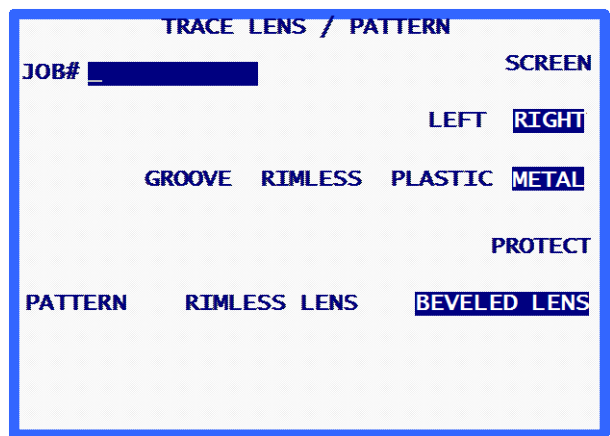 TRACE LENS / PATTERN
SCREEN
JOB# _
LEFT RIGHT
GROOVE RIMLESS PLASTIC METAL
PROTECT
PATTERN RIMLESS LENS BEVELED LENS